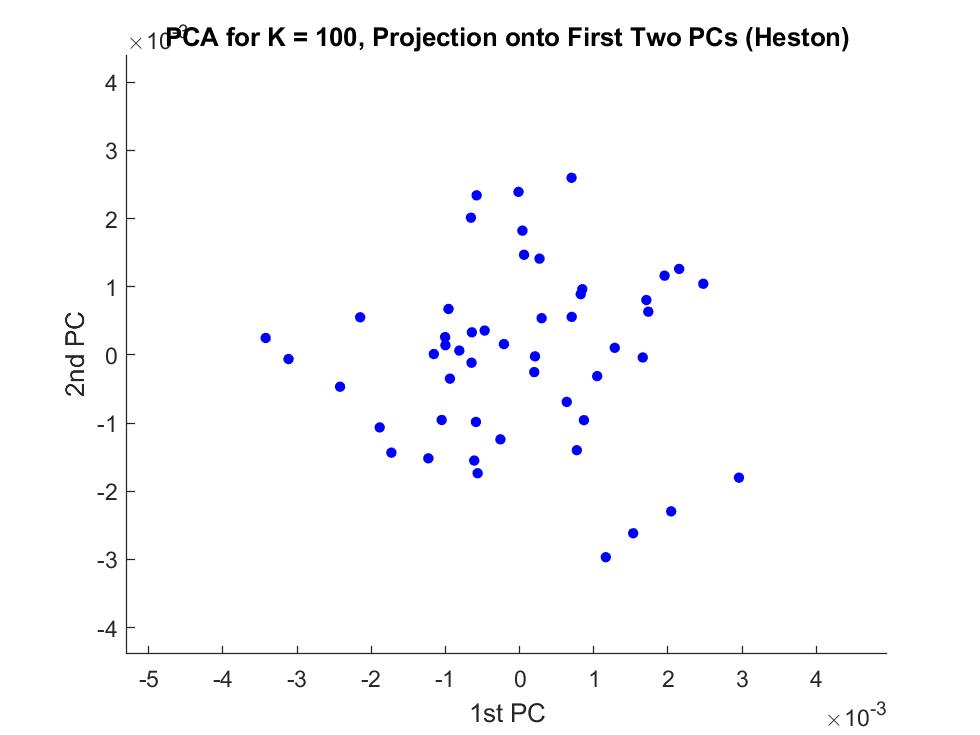 PCA for K = 100, Projection onto First Two PCs (Heston)
×10
4
3
2
1
0
-1
-2
-3
-4
2nd PC
-5 -4 -3 -2 -1 0 1 2 3 4
1st PC
×10-3